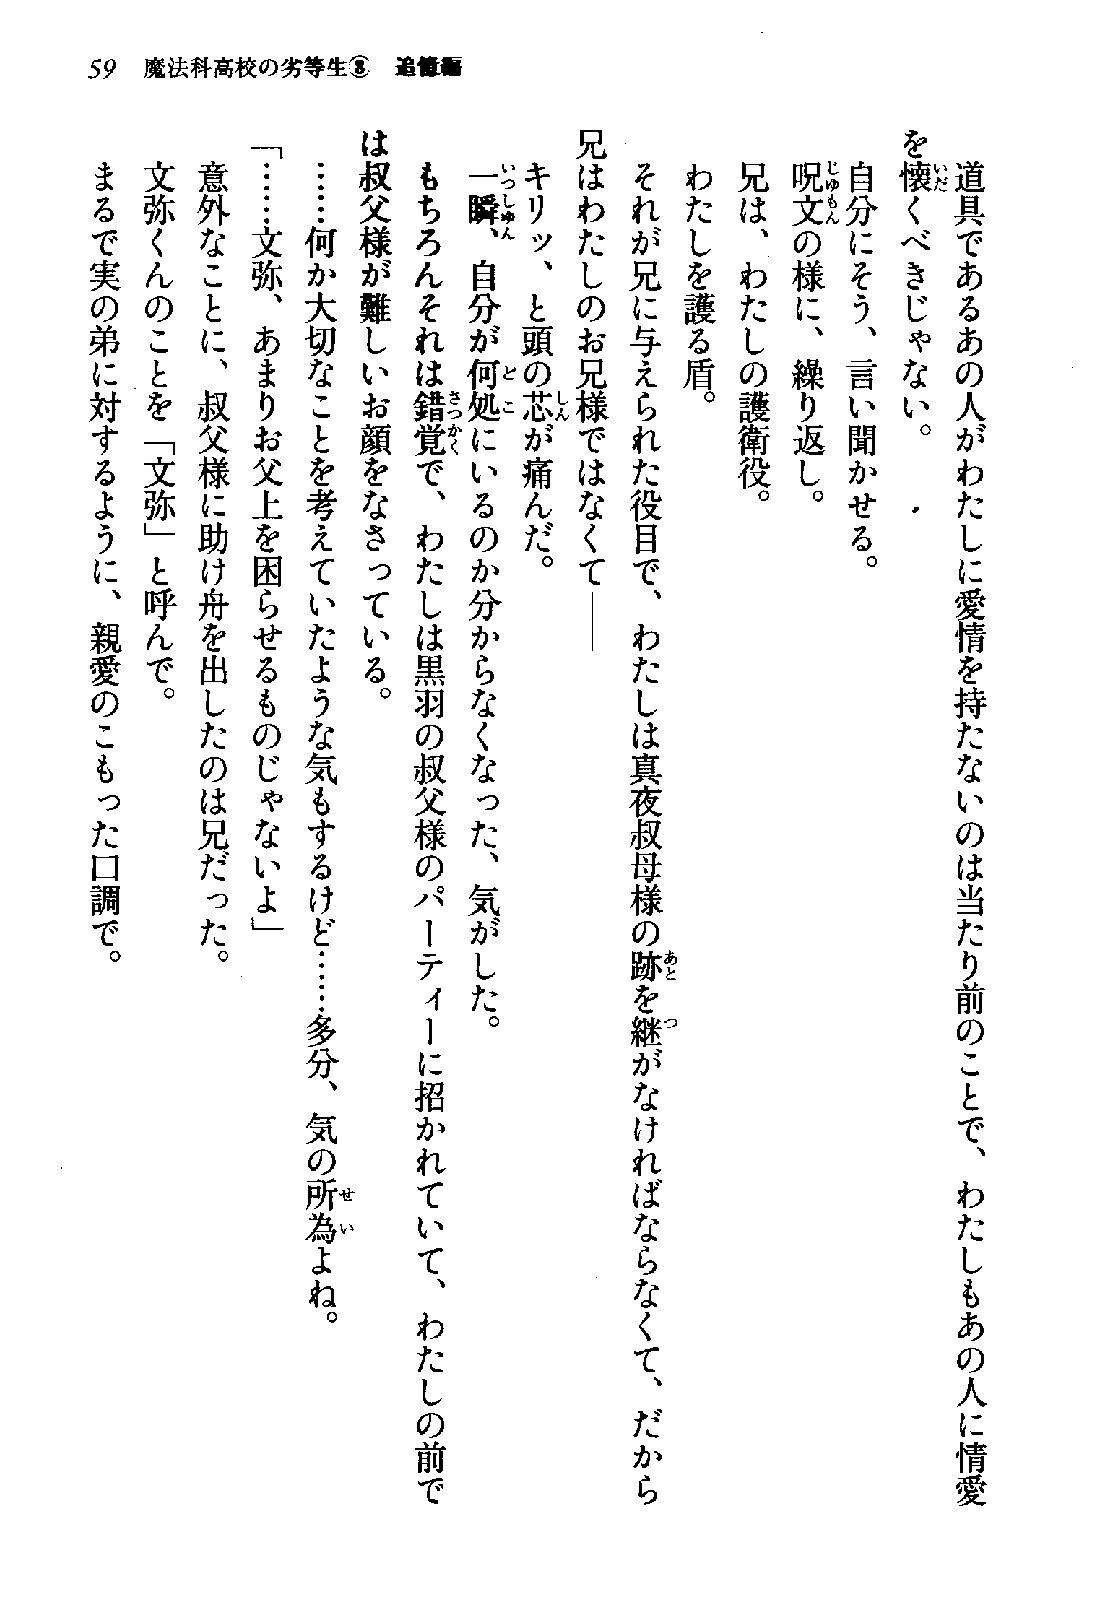 59 魔法科高校の劣等生⑧ 追憶編
道具であるあの人がわたしに愛情を持たないのは当たり前のことで、わたしもあの人に情愛
を懐くべきじゃない。
自分にそう、言い聞かせる。
呪文の様に、繰り返し。
兄は、わたしの護衛役。
わたしを護る盾。
それが兄に与えられた役目で、わたしは真夜叔母様の跡を継がなければならなくて、だから
兄はわたしのお兄様ではなくて――
キリッ、と頭の芯が痛んだ。
一瞬、自分が何処にいるのか分からなくなった、気がした。
もちろんそれは錯覚で、わたしは黒羽の叔父様のパーティーに招かれていて、わたしの前で
は叔父様が難しいお顔をなさっている。
……何か大切なことを考えていたような気もするけど……多分、気の所為よね。
「……文弥、あまりお父上を困らせるものじゃないよ」
意外なことに、叔父様に助け舟を出したのは兄だった。
文弥くんのことを「文弥」と呼んで。
まるで実の弟に対するように、親愛のこもった口調で。